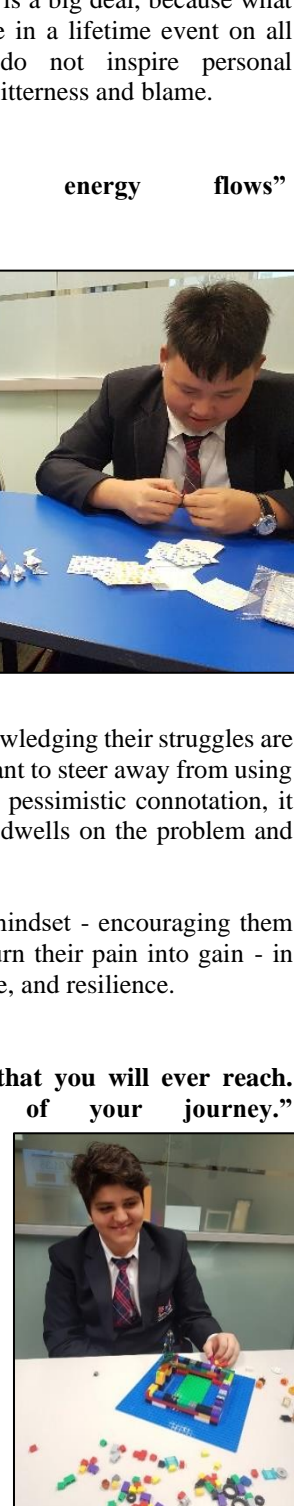 is a big deal, because what
e in a lifetime event on all
do not inspire personal
itterness and blame.
energy flows”
wledging their struggles are
ant to steer away from using
pessimistic connotation, it
dwells on the problem and
mindset - encouraging them
urn their pain into gain - in
e, and resilience.
that you will ever reach.
of your journey.”